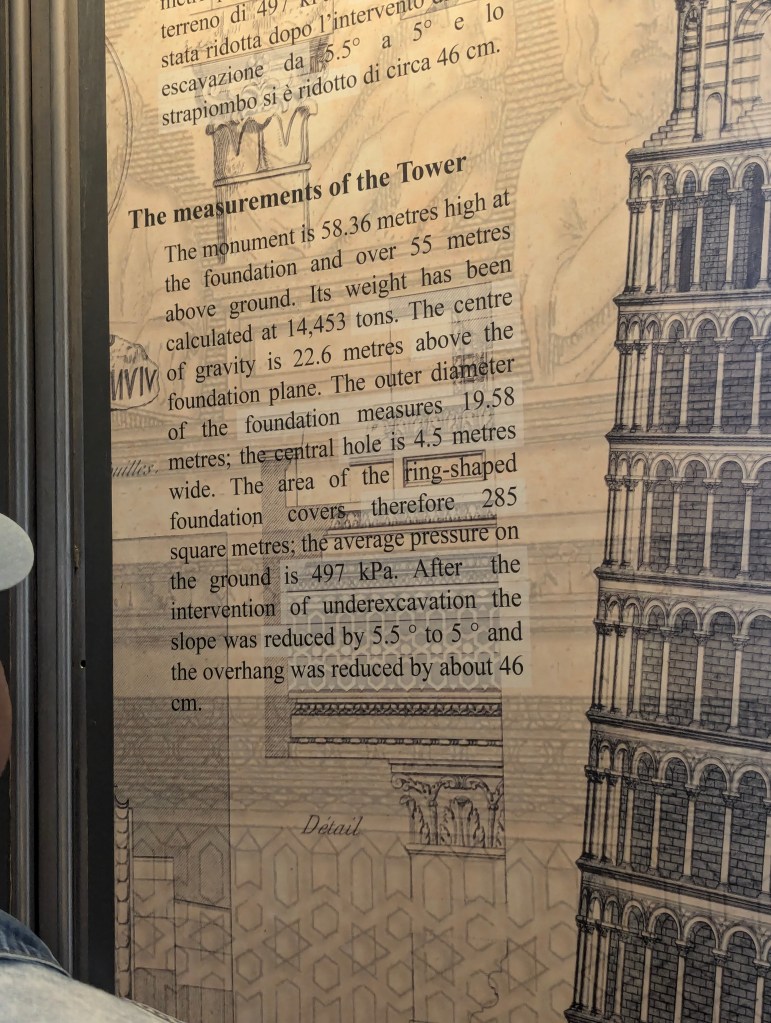 terreno di 497
stata ridotta dopo l'intervento
escavazione da 5.5° a 5° e lo
strapiombo si è ridotto di circa 46 cm.
The measurements of the Tower
The monument is 58.36 metres high at
the foundation and over 55 metres
above ground. Its weight has been
calculated at 14,453 tons. The centre
of gravity is 22.6 metres above the
foundation plane. The outer diameter
of the foundation measures 19.58
metres; the central hole is 4.5 metres
wide. The area of the ring-shaped
foundation covers therefore 285
square metres; the average pressure on
the ground is 497 kPa. After the
intervention of underexcavation the
slope was reduced by 5.5 ° to 5 ° and
the overhang was reduced by about 46
cm.
Détail